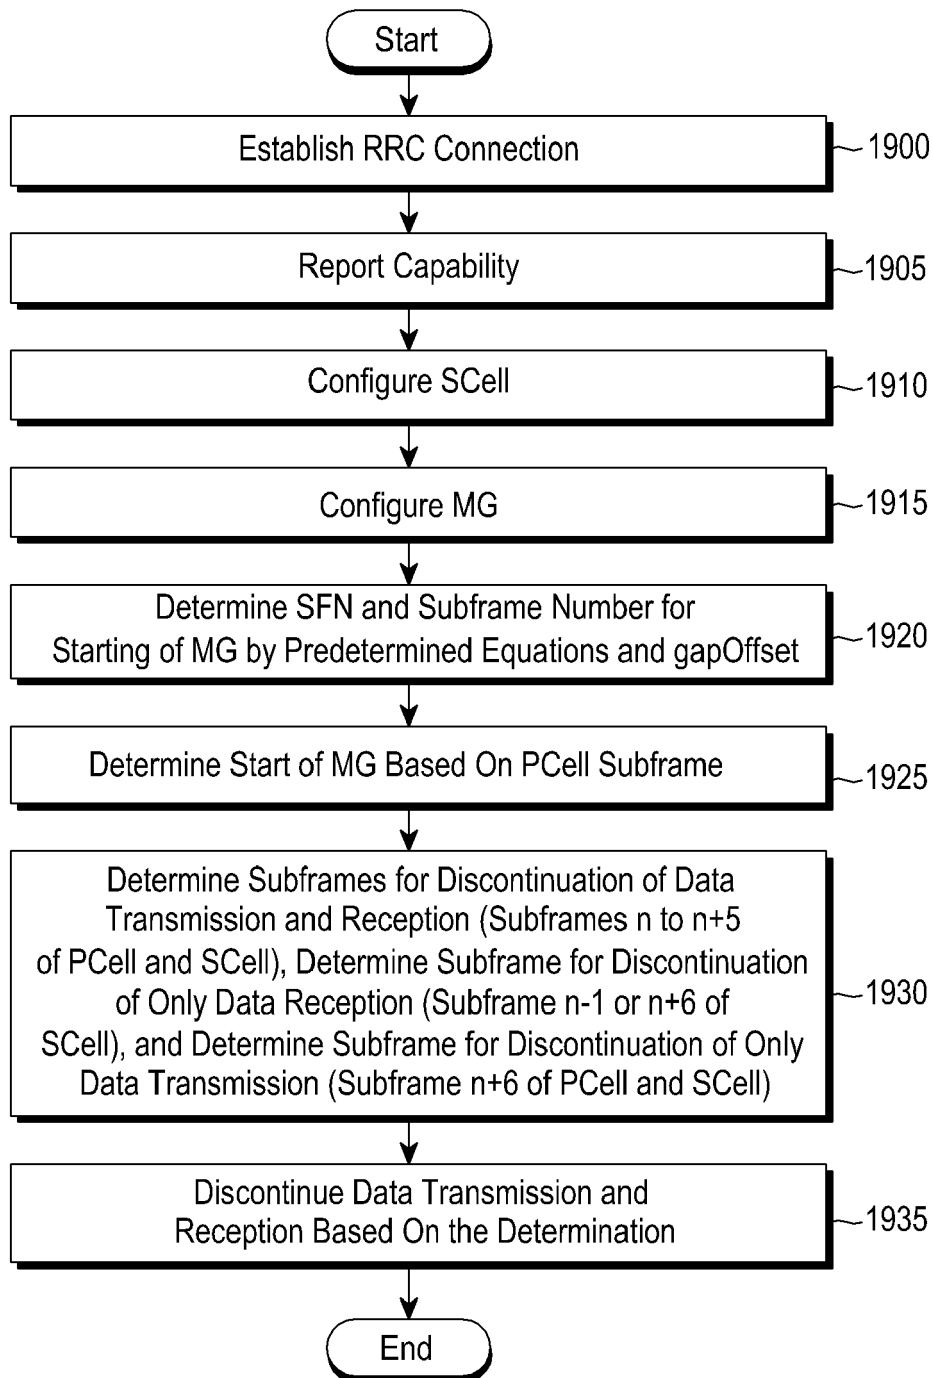 Start
Establish RRC Connection
1900
Report Capability
1905
Configure SCell
1910
Configure MG
1915
Determine SFN and Subframe Number for
Starting of MG by Predetermined Equations and gapOffset
1920
Determine Start of MG Based On PCell Subframe
1925
Determine Subframes for Discontinuation of Data
Transmission and Reception (Subframes n to n+5
of PCell and SCell), Determine Subframe for Discontinuation
of Only Data Reception (Subframe n-1 or n+6 of
SCell), and Determine Subframe for Discontinuation of Only
Data Transmission (Subframe n+6 of PCell and SCell)
1930
Discontinue Data Transmission and
Reception Based On the Determination
1935
End